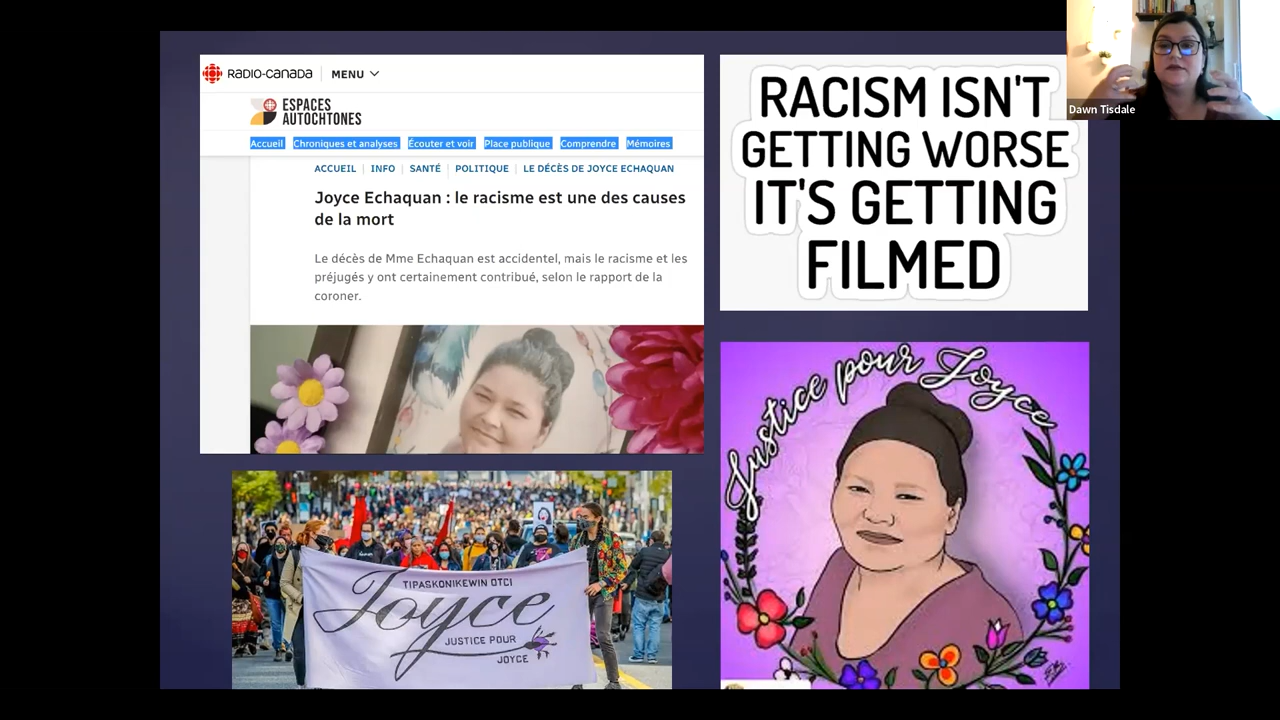 RADIO-CANADA MENU
ESPACES
AUTOCHTONES
Accueil Chroniques et analyses Écouter et voir Place publique Comprendre Mémoires
ACCUEIL INFO SANTÉ POLITIQUE LE DÉCÈS DE JOYCE ECHAQUAN
Joyce Echaquan : le racisme est une des causes
de la mort
Le décès de Mme Echaquan est accidentel, mais le racisme et les
préjugés y ont certainement contribué, selon le rapport de la
coroner.
RACISM ISN'T
GETTING WORSE
IT'S GETTING
FILMED
Dawn Tisdale
TIPASKONIKEWIN OTCI
Joyce
JUSTICE POUR
JOYCE
Justice pour Joyce